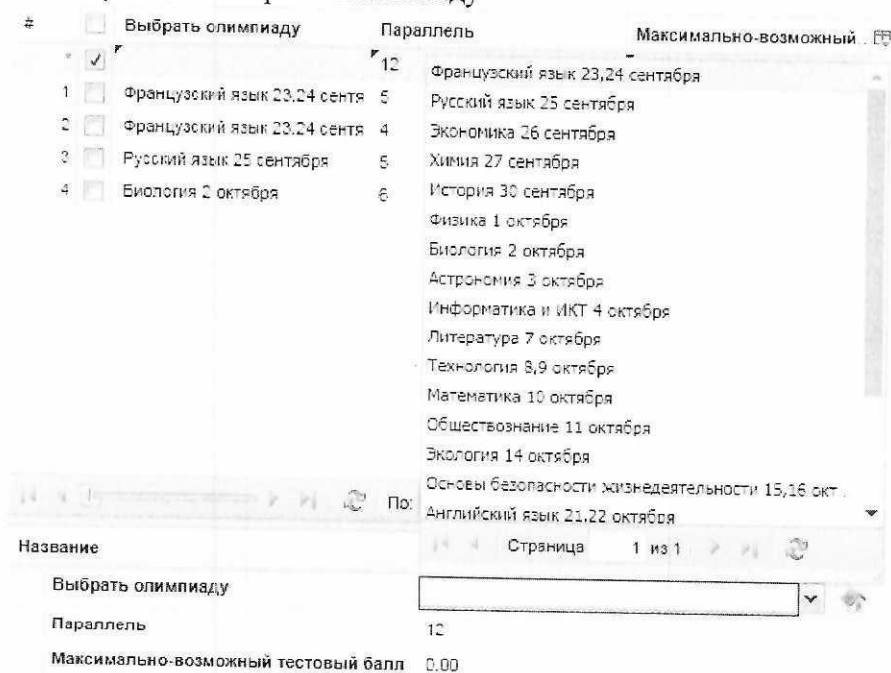 # Выбрать олимпиаду Параллель Максимально-возможный ..
* 12
1 Французский язык 23,24 сентя 5
2 Французский язык 23,24 сентя 4
3 Русский язык 25 сентября 5
4 Биология 2 октября 6
Французский язык 23,24 сентября
Русский язык 25 сентября
Экономика 26 сентября
Химия 27 сентября
История 30 сентября
Физика 1 октября
Биология 2 октября
Астрономия 3 октября
Информатика и ИКТ 4 октября
Литература 7 октября
Технология 8,9 октября
Математика 10 октября
Обществознание 11 октября
Экология 14 октября
Основы безопасности жизнедеятельности 15,16 окт..
Английский язык 21,22 октября
1 По:
Страница 1 из 1
Название
Выбрать олимпиаду
Параллель 12
Максимально-возможный тестовый балл 0,00